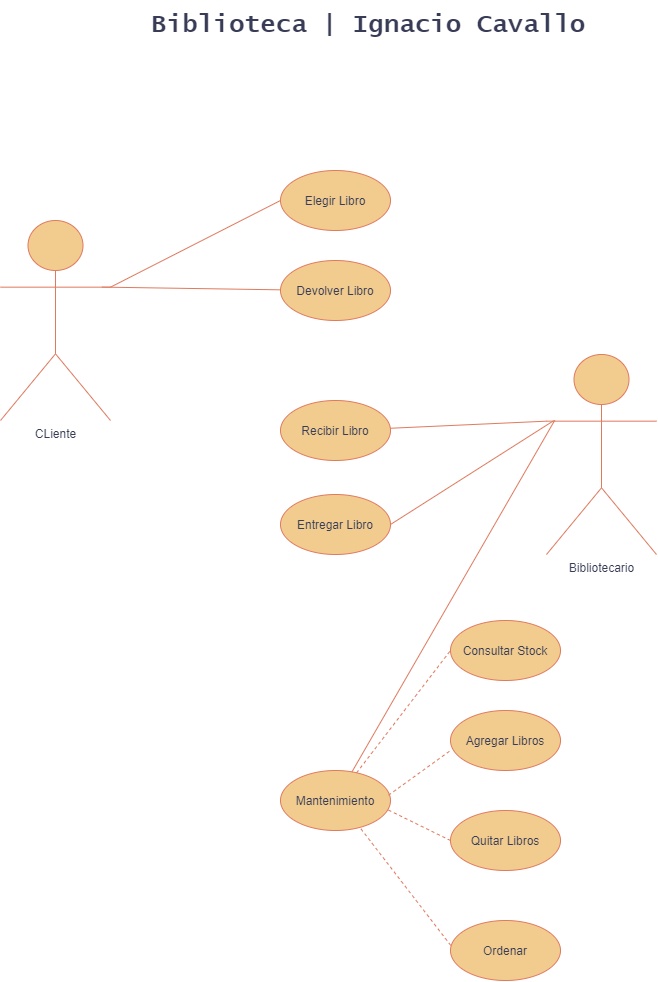 Biblioteca | Ignacio Cavallo
Elegir Libro
Devolver Libro
CLiente
Recibir Libro
Entregar Libro
Bibliotecario
Consultar Stock
Agregar Libros
Mantenimiento
Quitar Libros
Ordenar